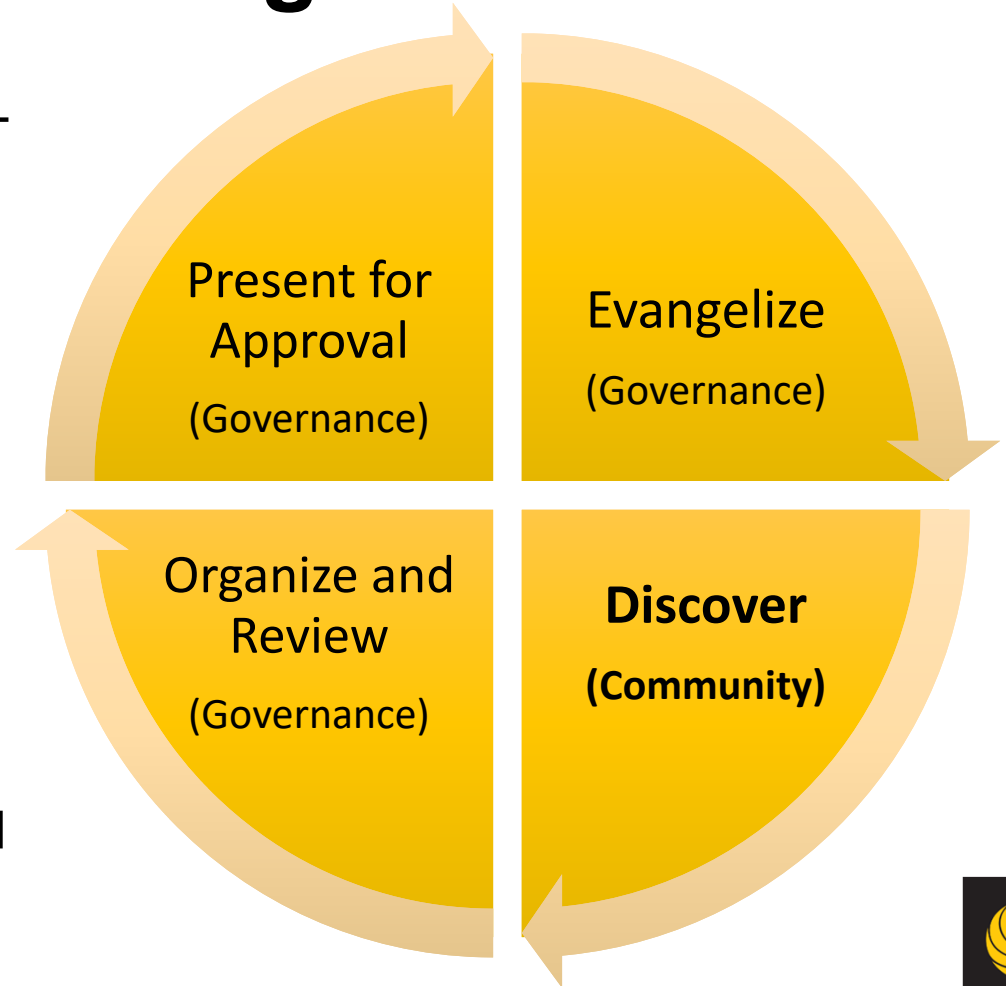 g
Present for
Approval
(Governance)
Evangelize
(Governance)
Organize and
Review
(Governance)
Discover
(Community)